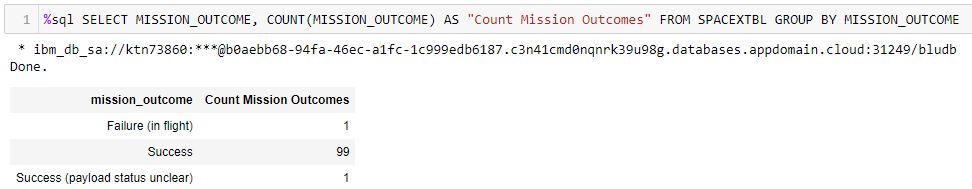 1 %sql SELECT MISSION_OUTCOME, COUNT(MISSION_OUTCOME) AS "Count Mission Outcomes" FROM SPACEXTBL GROUP BY MISSION_OUTCOME
* ibm_db_sa://ktn73860:***@b0aebb68-94fa-46ec-a1fc-1c999edb6187.c3n41cmd0nqnrk39u98g.databases.appdomain.cloud:31249/bludb
Done.
mission_outcome Count Mission Outcomes
Failure (in flight) 1
Success 99
Success (payload status unclear) 1